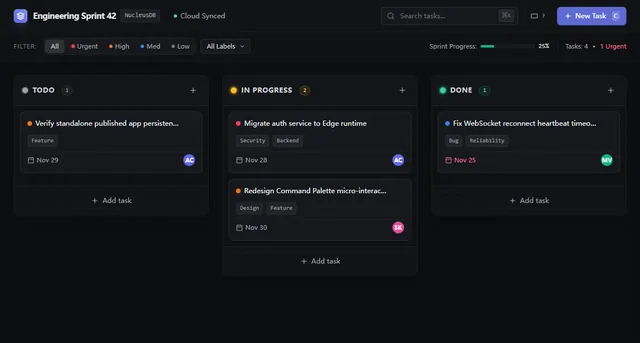 Engineering Sprint 42 NucleusDB Cloud Synced Search tasks... ⌘K ? + New Task C
FILTER: All Urgent High Med Low All Labels Sprint Progress: 25% Tasks: 4 • 1 Urgent
TODO 1 +
Verify standalone published app persisten...
Feature
Nov 29 AC
+ Add task
IN PROGRESS 2 +
Migrate auth service to Edge runtime
Security Backend
Nov 28 AC
Redesign Command Palette micro-interac...
Design Feature
Nov 30 SK
+ Add task
DONE 1 +
Fix WebSocket reconnect heartbeat timeo...
Bug Reliability
Nov 25 MV
+ Add task